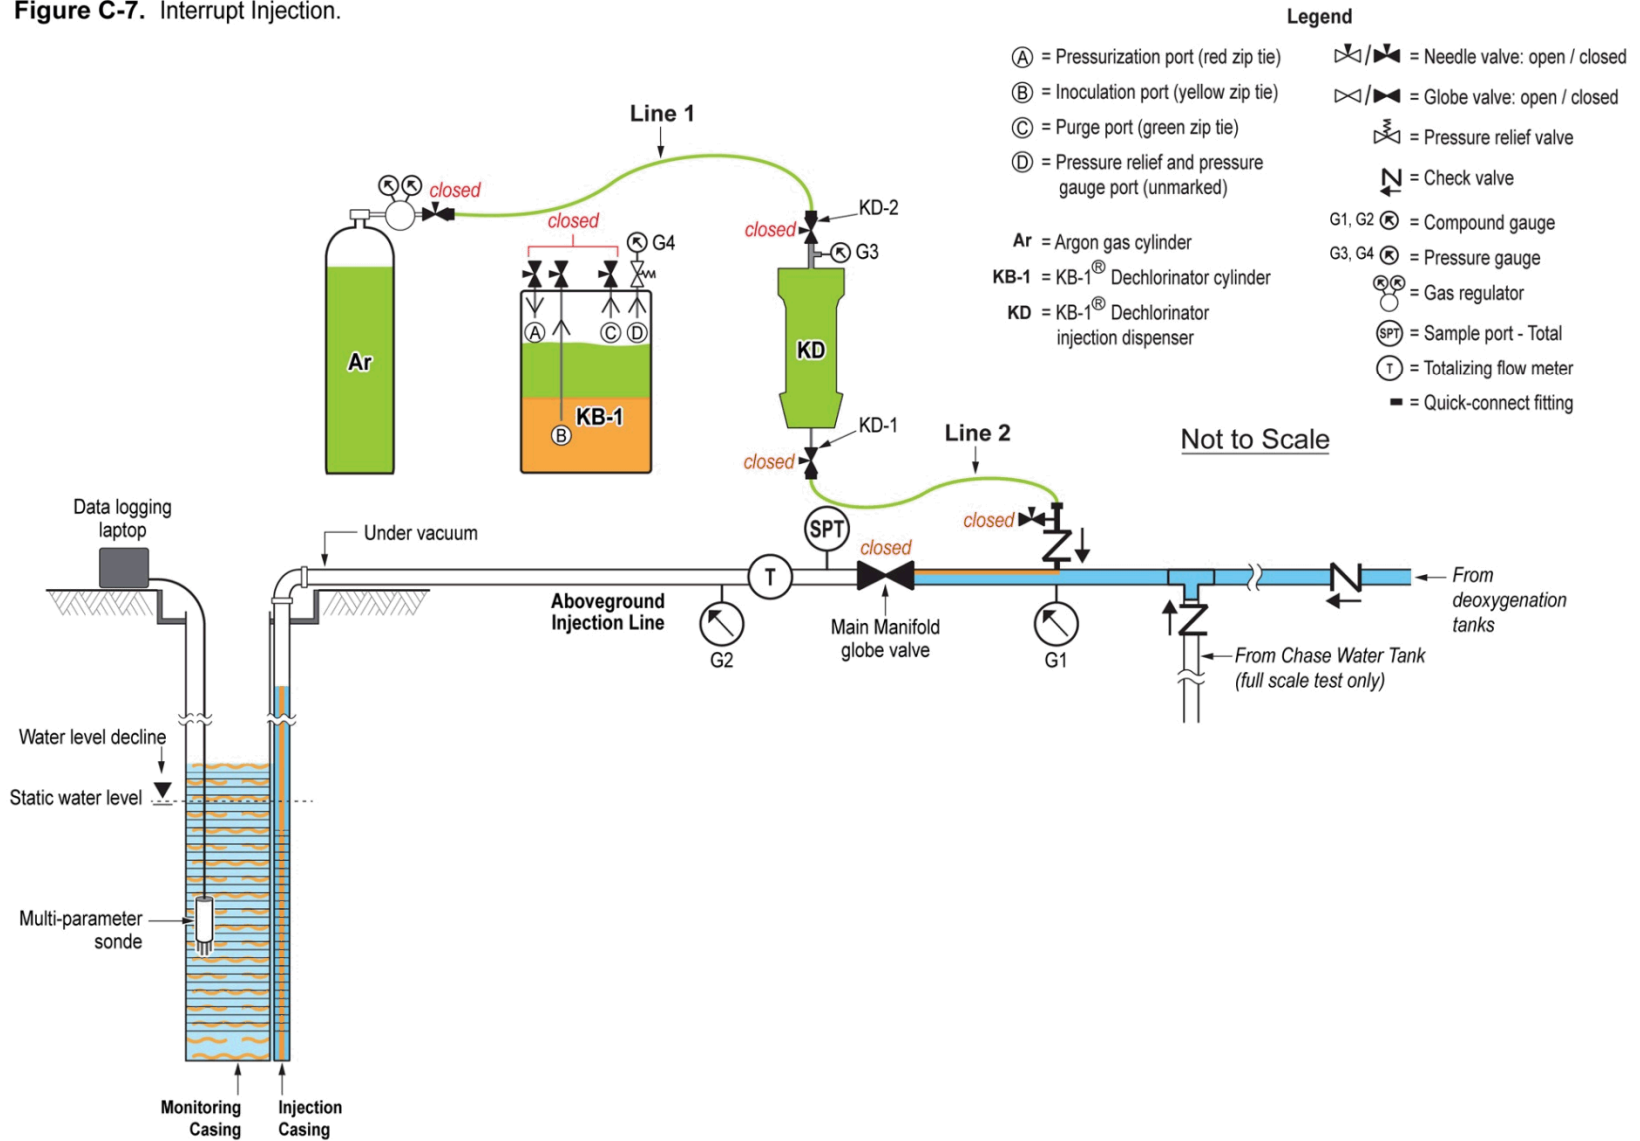 Figure C-7. Interrupt Injection.
Legend
Ⓐ = Pressurization port (red zip tie)
Ⓑ = Inoculation port (yellow zip tie)
Ⓒ = Purge port (green zip tie)
Ⓓ = Pressure relief and pressure
gauge port (unmarked)
Ar = Argon gas cylinder
KB-1 = KB-1® Dechlorinator cylinder
KD = KB-1® Dechlorinator
injection dispenser
/ = Needle valve: open / closed
/ = Globe valve: open / closed
= Pressure relief valve
= Check valve
G1, G2 = Compound gauge
G3, G4 = Pressure gauge
= Gas regulator
SPT = Sample port - Total
T = Totalizing flow meter
= Quick-connect fitting
Not to Scale
Line 1
closed
closed
G4
closed
KD-2
G3
A
C
D
Ar
KB-1
B
KD
KD-1
closed
Line 2
closed
SPT
closed
Data logging
laptop
Under vacuum
T
Aboveground
Injection Line
G2
Main Manifold
globe valve
G1
From
deoxygenation
tanks
From Chase Water Tank
(full scale test only)
Water level decline
Static water level
Multi-parameter
sonde
Monitoring
Casing
Injection
Casing